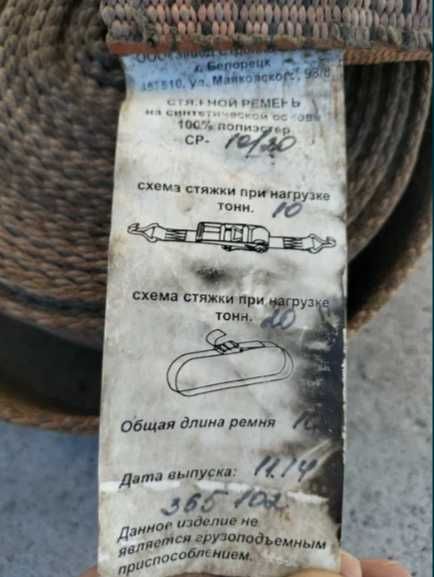 г. Белорецк
ул. Маяковского,
СТЯЖНОЙ РЕМЕНЬ
на синтетической основе
100% полиэстер
СР- 10/20
схема стяжки при нагрузке
тонн. 10
схема стяжки при нагрузке
тонн. 20
Общая длина ремня
Дата выпуска: 11.14
365 102
Данное изделие не
является грузоподъемным
приспособлением.